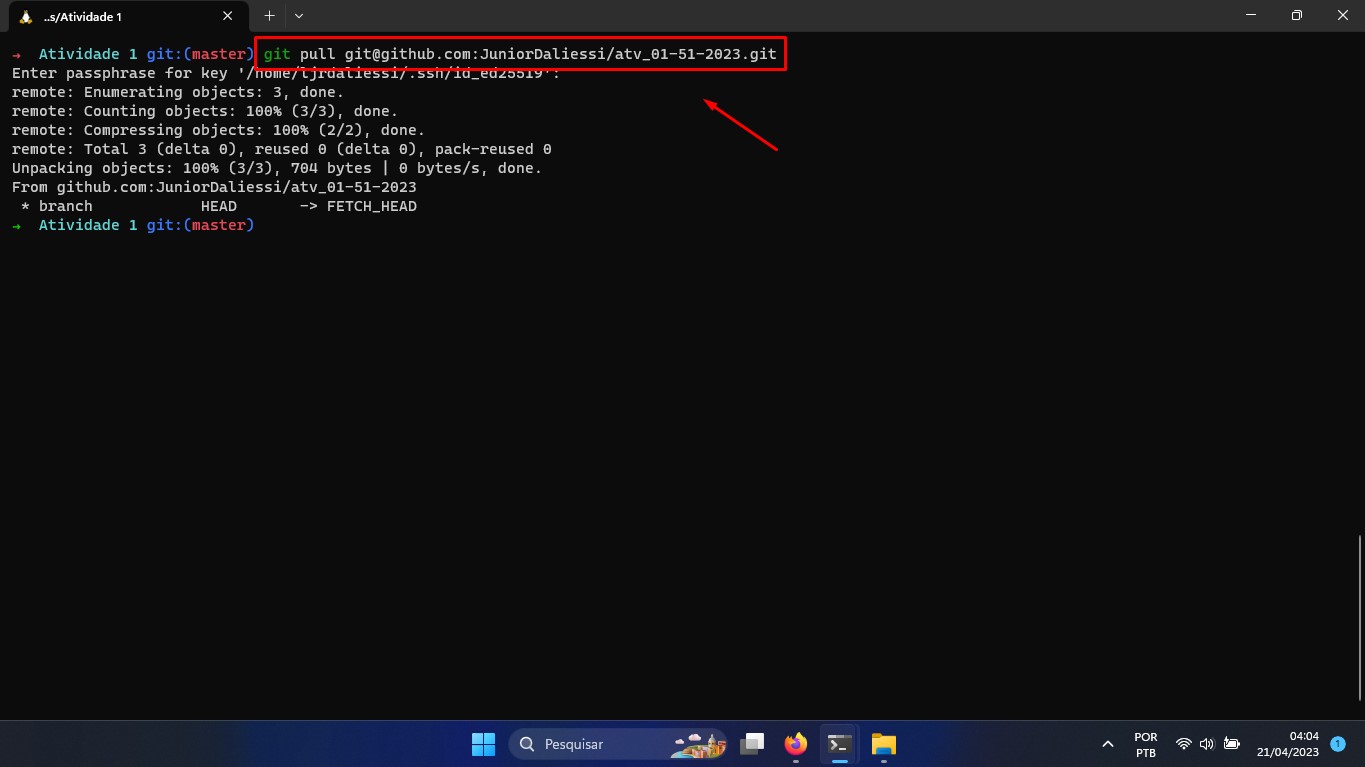 ..s/Atividade 1
→ Atividade 1 git:(master) git pull git@github.com:JuniorDaliessi/atv_01-51-2023.git
Enter passphrase for key '/home/ljrdaliessi/.ssh/id_ed25519':
remote: Enumerating objects: 3, done.
remote: Counting objects: 100% (3/3), done.
remote: Compressing objects: 100% (2/2), done.
remote: Total 3 (delta 0), reused 0 (delta 0), pack-reused 0
Unpacking objects: 100% (3/3), 704 bytes | 0 bytes/s, done.
From github.com:JuniorDaliessi/atv_01-51-2023
* branch HEAD -> FETCH_HEAD
→ Atividade 1 git:(master)
Pesquisar
POR
PTB
04:04
21/04/2023
1